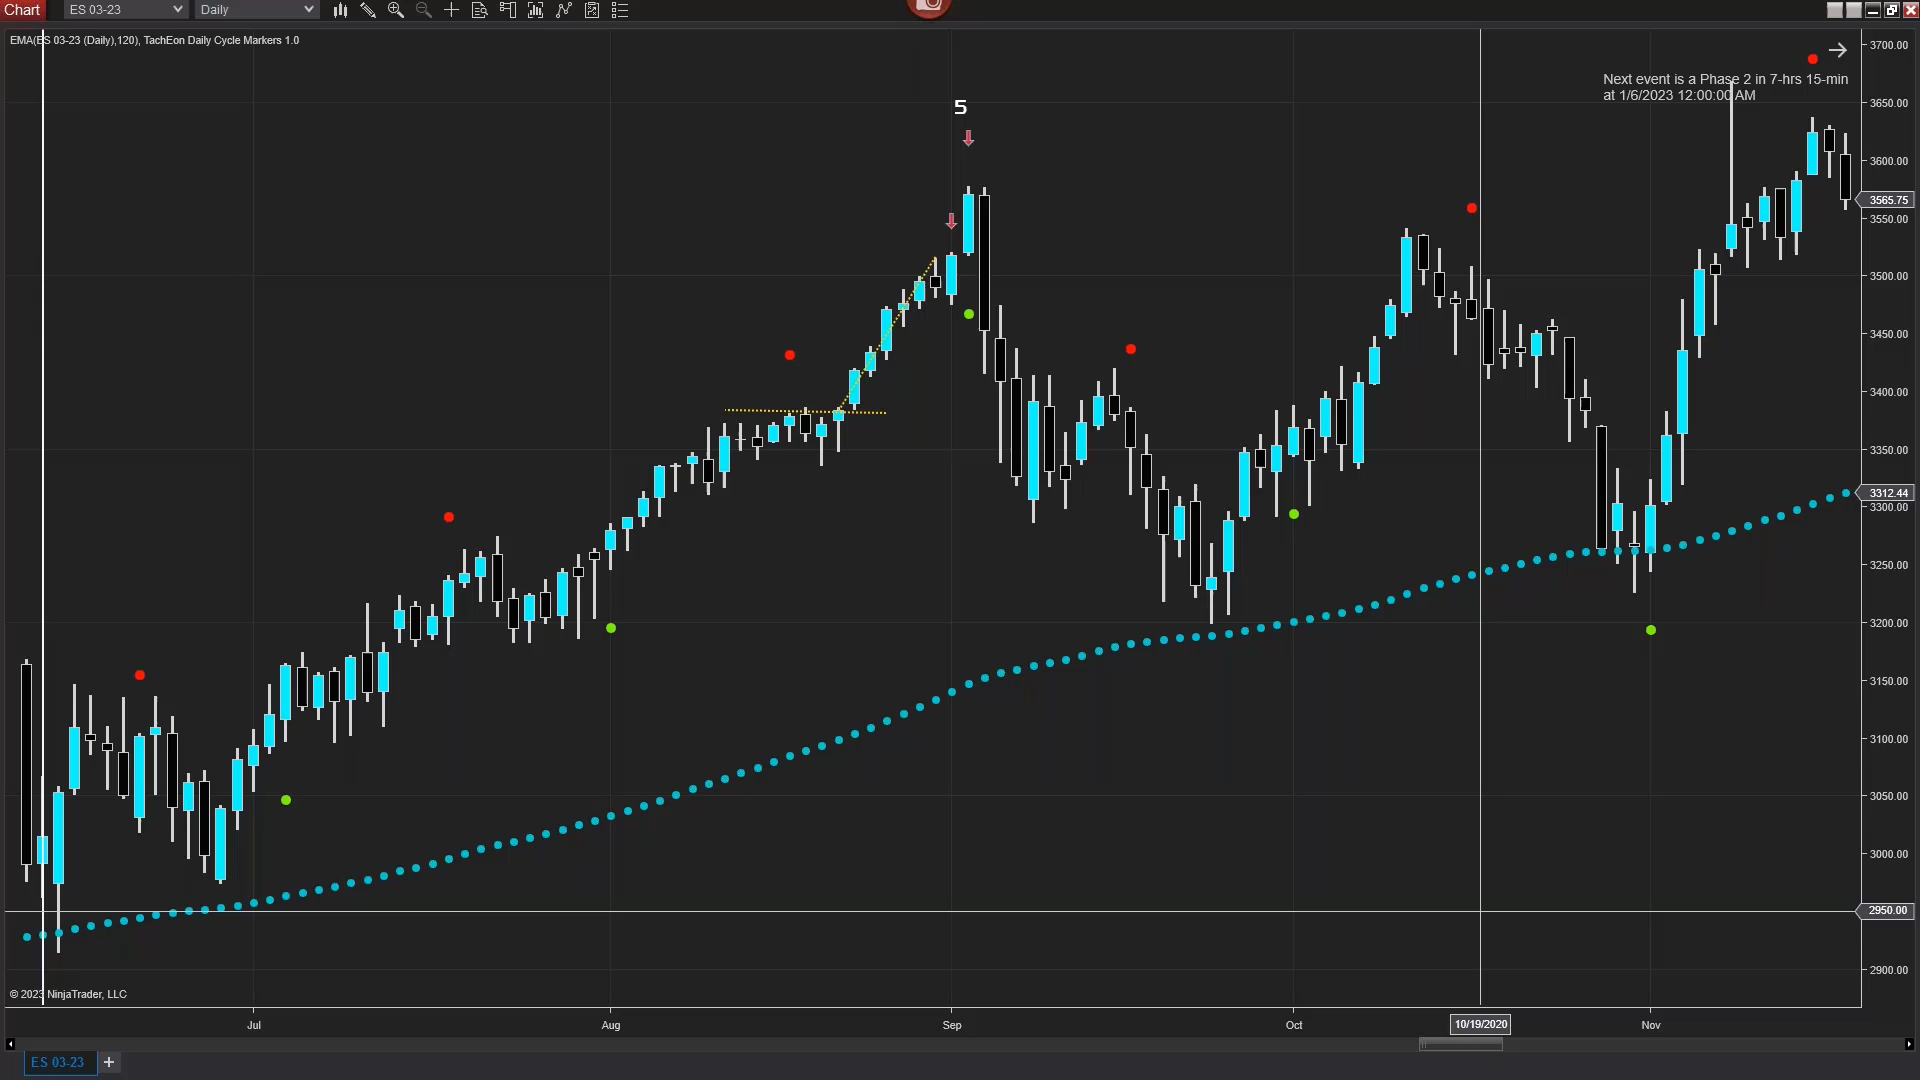 Chart
ES 03-23
Daily
EMA(ES 03-23 (Daily),120), TachEon Daily Cycle Markers 1.0
Next event is a Phase 2 in 7-hrs 15-min
at 1/6/2023 12:00:00 AM
5
3700.00
3650.00
3600.00
3565.75
3550.00
3500.00
3450.00
3400.00
3350.00
3312.44
3300.00
3250.00
3200.00
3150.00
3100.00
3050.00
3000.00
2950.00
2900.00
© 2023 NinjaTrader, LLC
Jul
Aug
Sep
Oct
10/19/2020
Nov
ES 03-23
+